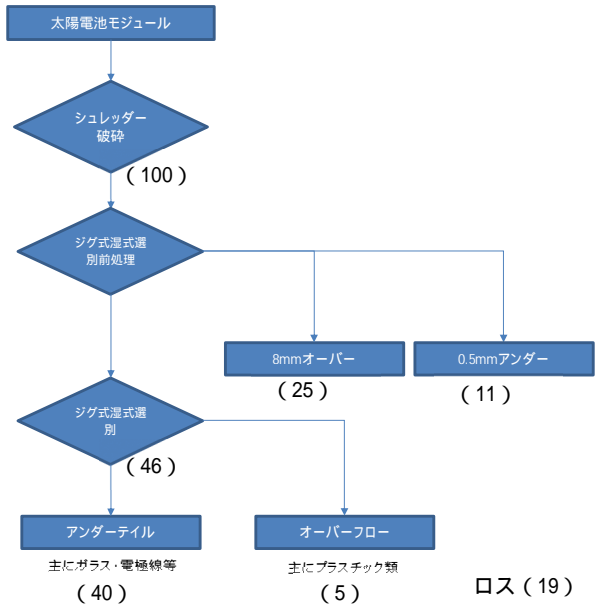 太陽電池モジュール
シュレッダー
破砕
(100)
ジグ式湿式選
別前処理
8mmオーバー
0.5mmアンダー
(25)
(11)
ジグ式湿式選
別
(46)
アンダーテイル
オーバーフロー
主にガラス・電極線等
主にプラスチック類
(40)
(5)
ロス(19)